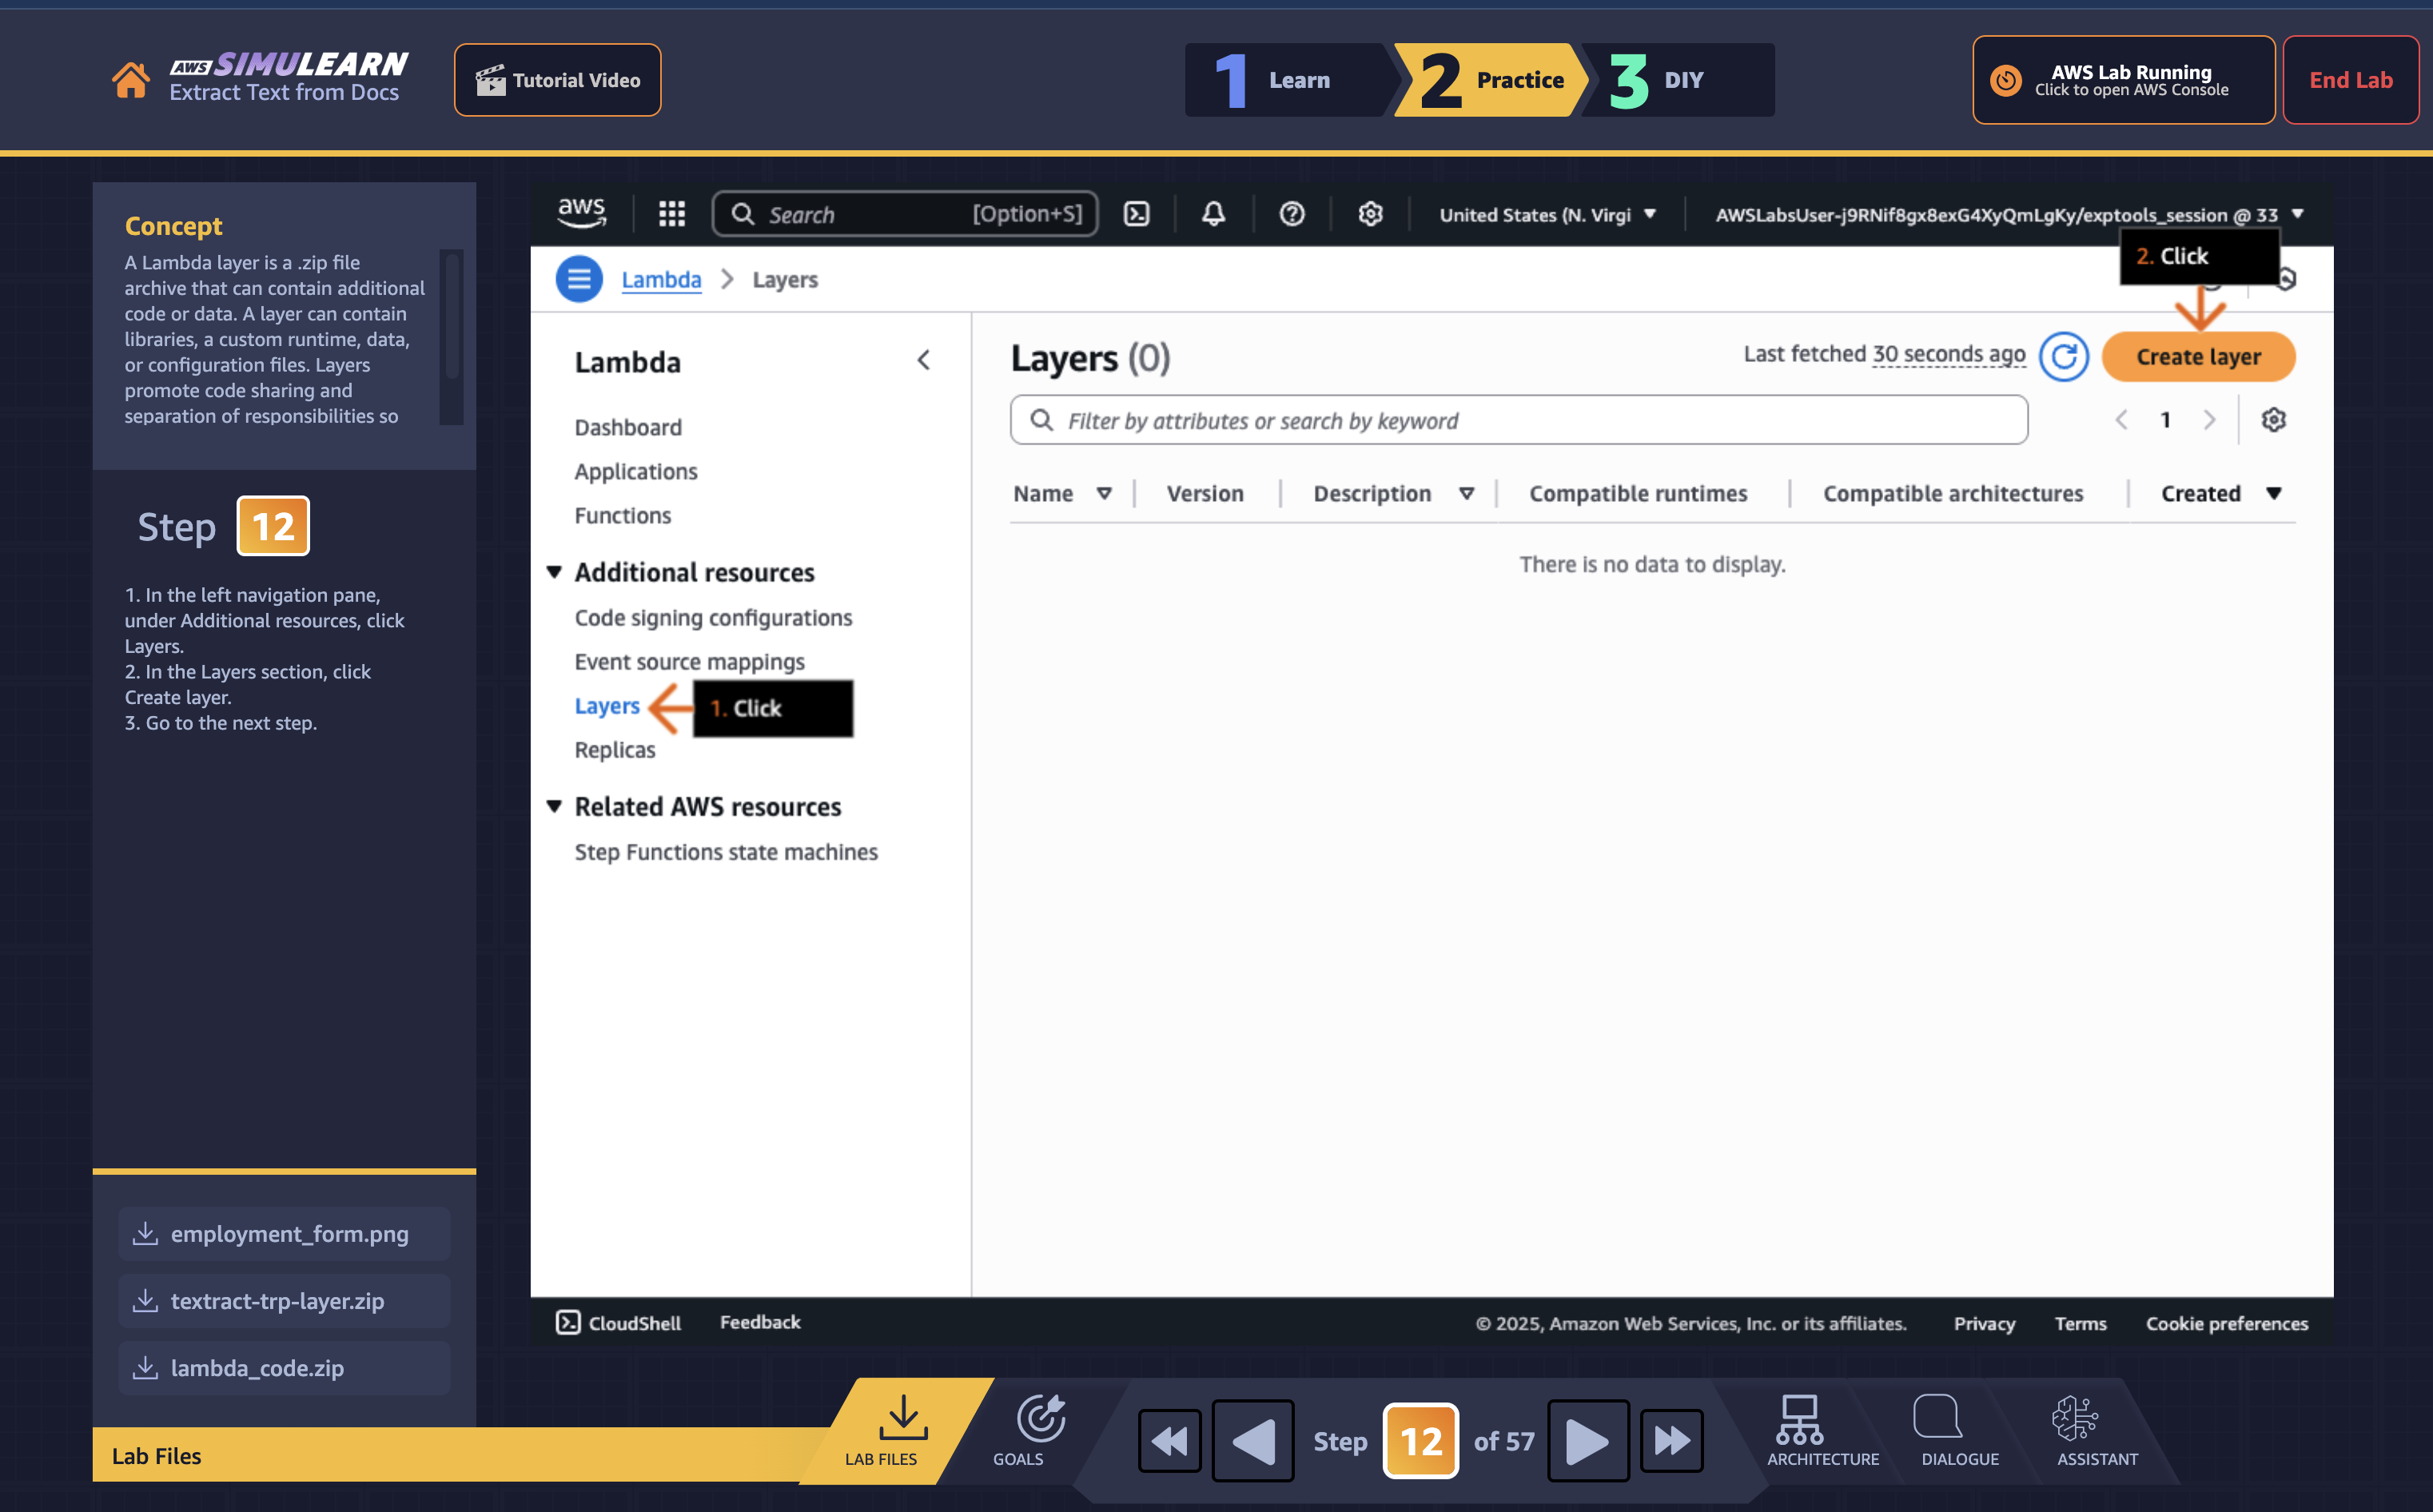 AWS SIMULEARN
Extract Text from Docs
Tutorial Video
1 Learn
2 Practice
3 DIY
AWS Lab Running
Click to open AWS Console
End Lab
Concept
A Lambda layer is a .zip file
archive that can contain additional
code or data. A layer can contain
libraries, a custom runtime, data,
or configuration files. Layers
promote code sharing and
separation of responsibilities so
Step 12
1. In the left navigation pane,
under Additional resources, click
Layers.
2. In the Layers section, click
Create layer.
3. Go to the next step.
employment_form.png
textract-trp-layer.zip
lambda_code.zip
Lab Files
aws
Search [Option+S]
United States (N. Virgi
AWSLabsUser-j9RNif8gx8exG4XyQmLgKy/exptools_session @ 33
Lambda > Layers
2. Click
Lambda
Dashboard
Applications
Functions
Additional resources
Code signing configurations
Event source mappings
Layers
1. Click
Replicas
Related AWS resources
Step Functions state machines
Layers (0)
Last fetched 30 seconds ago
Create layer
Filter by attributes or search by keyword
1
Name Version Description Compatible runtimes Compatible architectures Created
There is no data to display.
CloudShell Feedback
© 2025, Amazon Web Services, Inc. or its affiliates. Privacy Terms Cookie preferences
LAB FILES
GOALS
Step 12 of 57
ARCHITECTURE
DIALOGUE
ASSISTANT